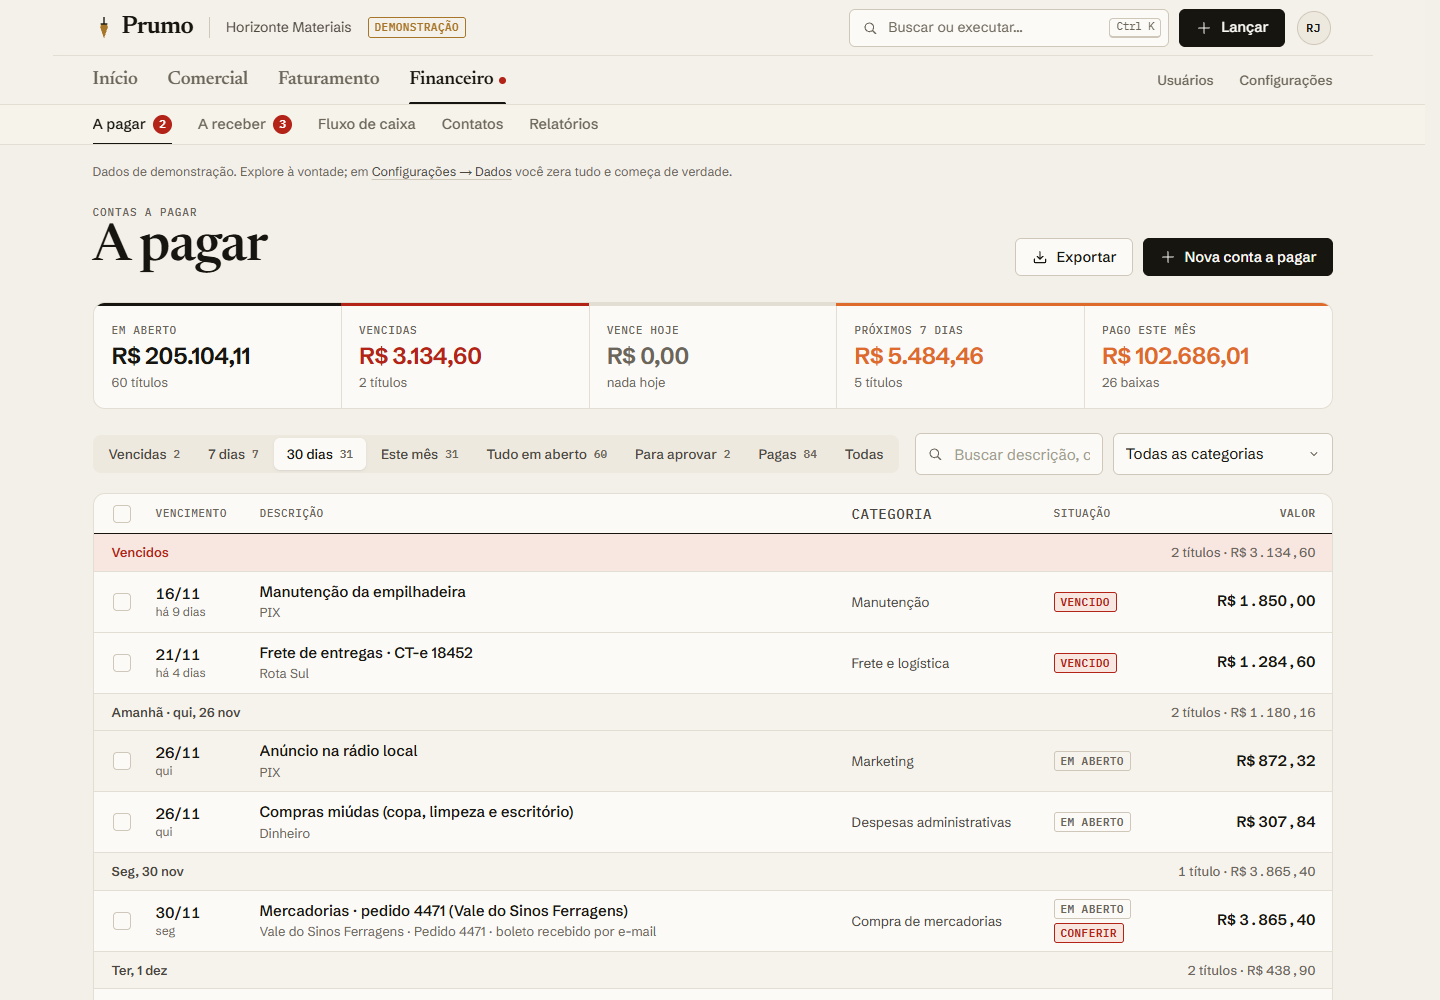 Prumo Horizonte Materiais DEMONSTRAÇÃO Buscar ou executar... Ctrl K Lançar RJ
Início Comercial Faturamento Financeiro Usuários Configurações
A pagar 2 A receber 3 Fluxo de caixa Contatos Relatórios
Dados de demonstração. Explore à vontade; em Configurações → Dados você zera tudo e começa de verdade.
CONTAS A PAGAR
A pagar
Exportar Nova conta a pagar
EM ABERTO VENCIDAS VENCE HOJE PRÓXIMOS 7 DIAS PAGO ESTE MÊS
R$ 205.104,11 R$ 3.134,60 R$ 0,00 R$ 5.484,46 R$ 102.686,01
60 títulos 2 títulos nada hoje 5 títulos 26 baixas
Vencidas 2 7 dias 7 30 dias 31 Este mês 31 Tudo em aberto 60 Para aprovar 2 Pagas 84 Todas Buscar descrição, c Todas as categorias
VENCIMENTO DESCRIÇÃO CATEGORIA SITUAÇÃO VALOR
Vencidos 2 títulos · R$ 3.134,60
16/11 Manutenção da empilhadeira Manutenção VENCIDO R$ 1.850,00
há 9 dias PIX
21/11 Frete de entregas · CT-e 18452 Frete e logística VENCIDO R$ 1.284,60
há 4 dias Rota Sul
Amanhã · qui, 26 nov 2 títulos · R$ 1.180,16
26/11 Anúncio na rádio local Marketing EM ABERTO R$ 872,32
qui PIX
26/11 Compras miúdas (copa, limpeza e escritório) Despesas administrativas EM ABERTO R$ 307,84
qui Dinheiro
Seg, 30 nov 1 título · R$ 3.865,40
30/11 Mercadorias · pedido 4471 (Vale do Sinos Ferragens) Compra de mercadorias EM ABERTO R$ 3.865,40
seg Vale do Sinos Ferragens · Pedido 4471 · boleto recebido por e-mail CONFERIR
Ter, 1 dez 2 títulos · R$ 438,90